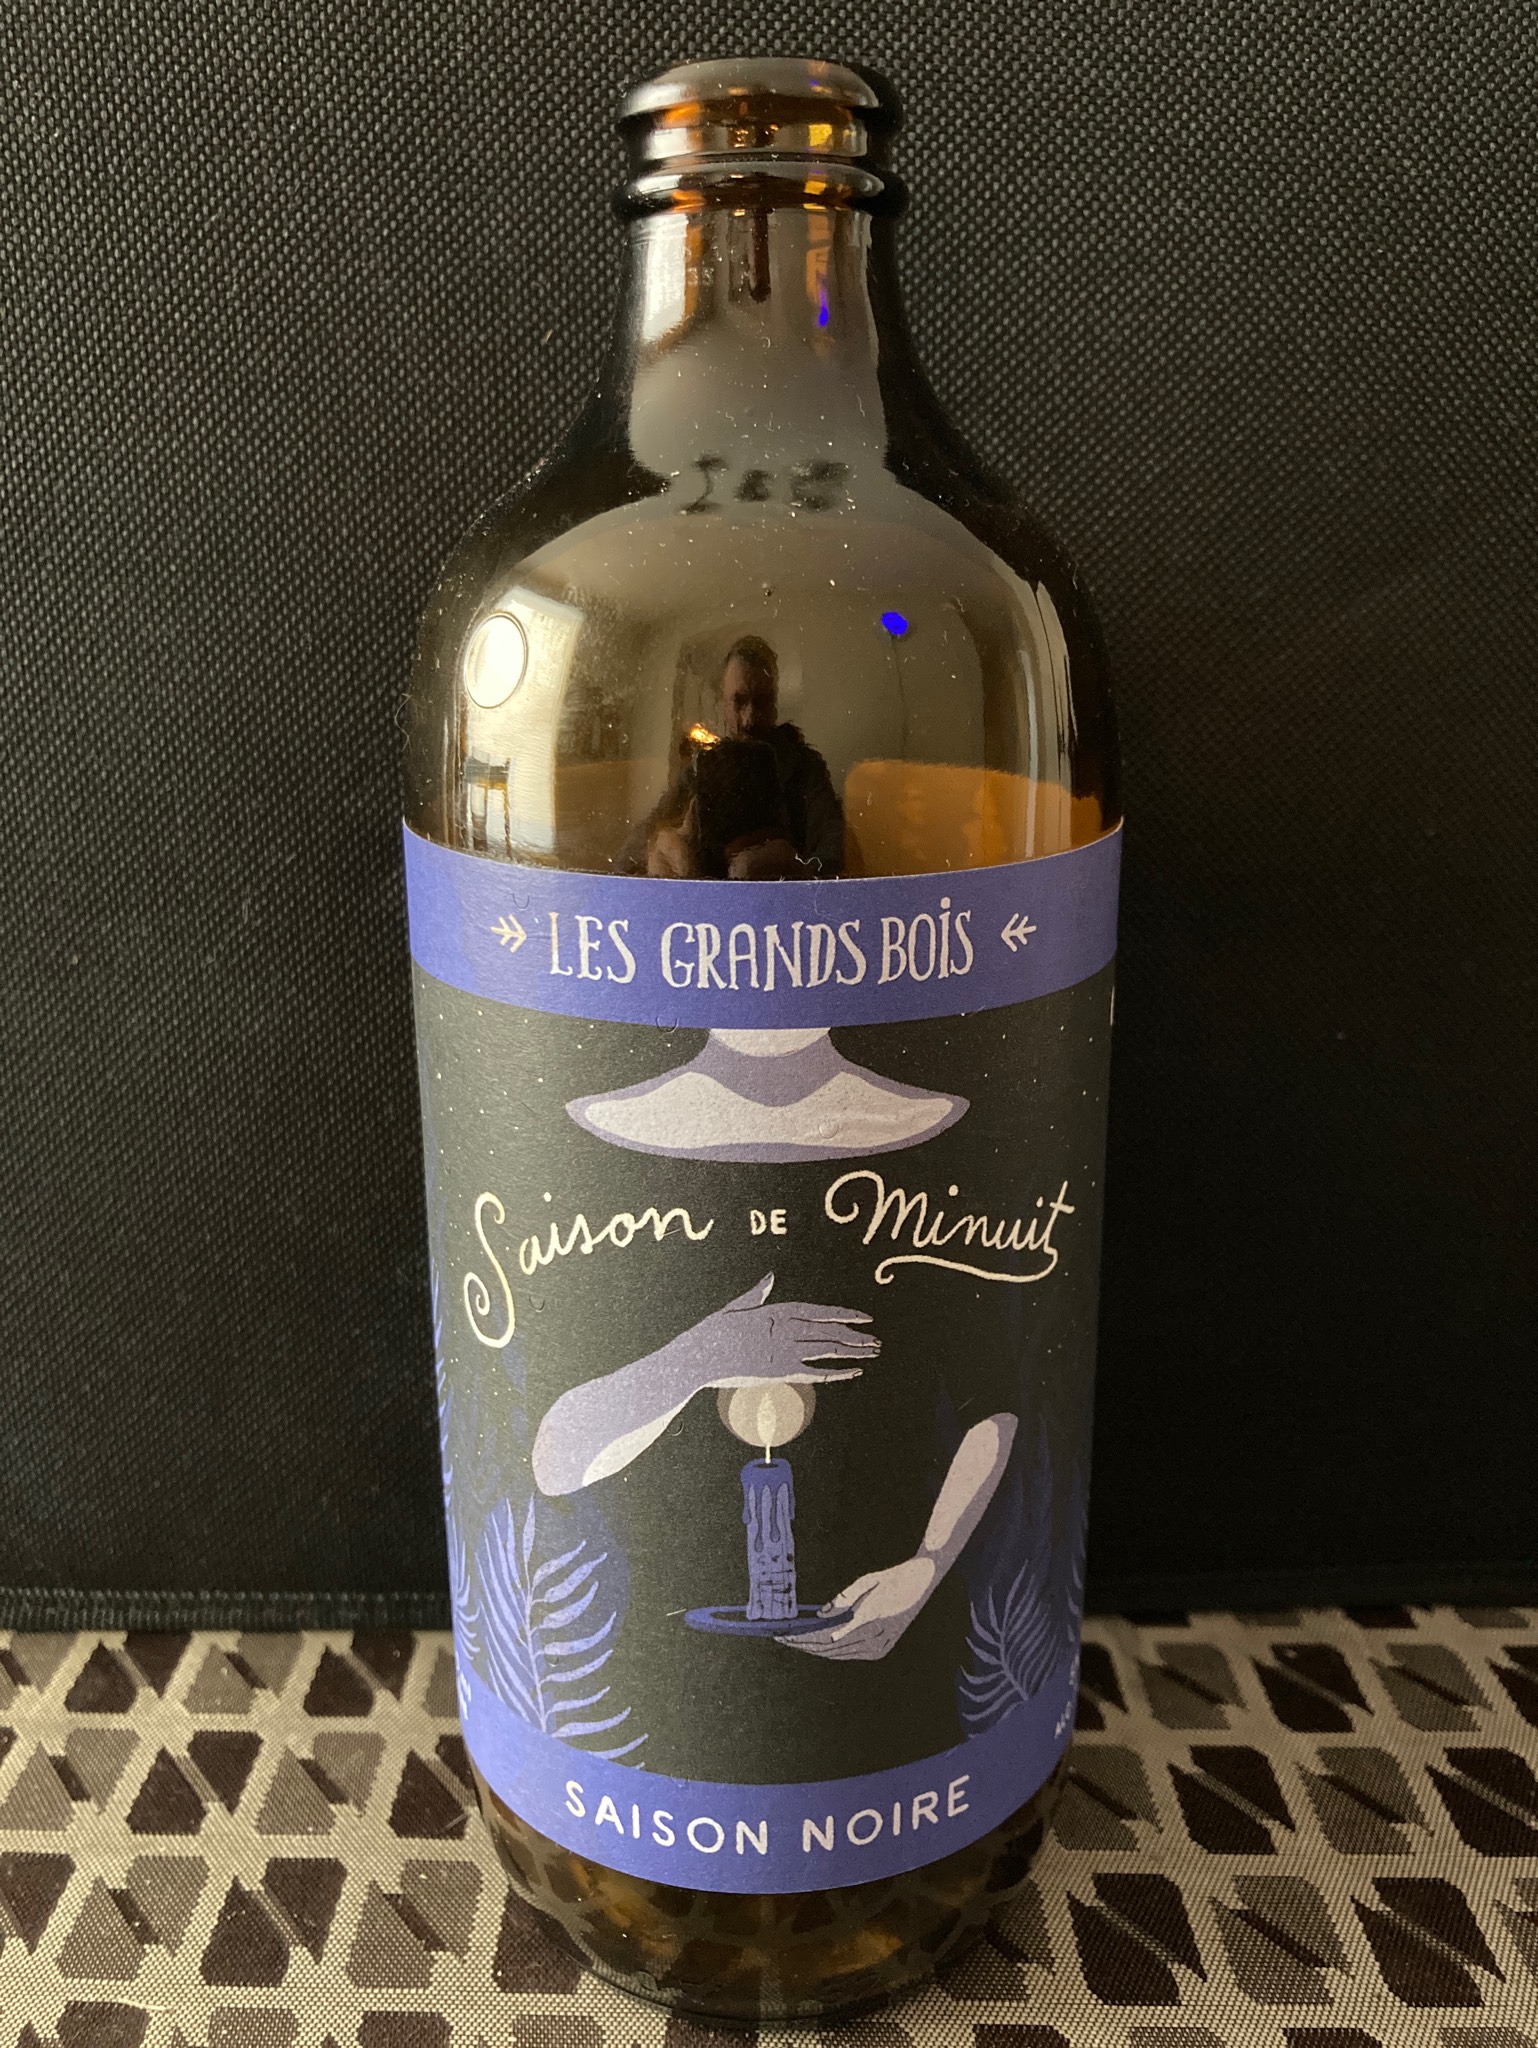 LES GRANDS BOIS
Saison DE Minuit
SAISON NOIRE